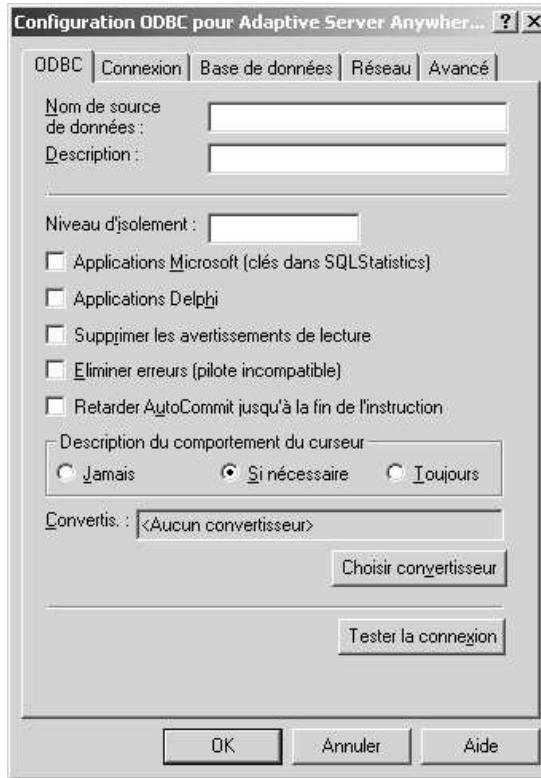 Configuration ODBC pour Adaptive Server Anywher... ? X
ODBC Connexion Base de données Réseau Avancé
Nom de source
de données :
Description :
Niveau d'isolement :
Applications Microsoft (clés dans SQLStatistics)
Applications Delphi
Supprimer les avertissements de lecture
Eliminer erreurs (pilote incompatible)
Retarder AutoCommit jusqu'à la fin de l'instruction
Description du comportement du curseur
Jamais Si nécessaire Toujours
Convertis. : <Aucun convertisseur>
Choisir convertisseur
Tester la connexion
OK Annuler Aide